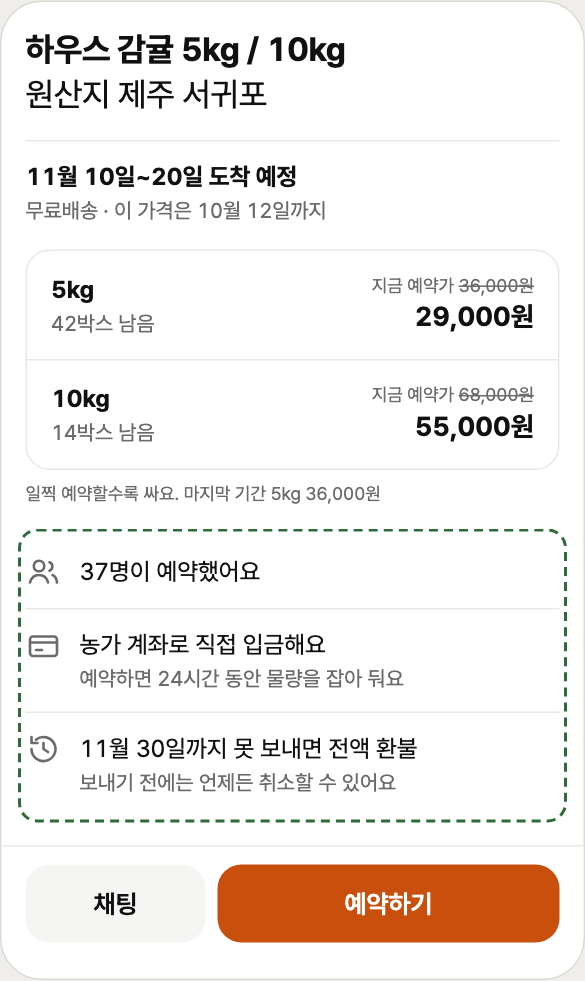 하우스 감귤 5kg / 10kg
원산지 제주 서귀포
11월 10일~20일 도착 예정
무료배송 · 이 가격은 10월 12일까지
5kg
42박스 남음
지금 예약가 36,000원
29,000원
10kg
14박스 남음
지금 예약가 68,000원
55,000원
일찍 예약할수록 싸요. 마지막 기간 5kg 36,000원
37명이 예약했어요
농가 계좌로 직접 입금해요
예약하면 24시간 동안 물량을 잡아 둬요
11월 30일까지 못 보내면 전액 환불
보내기 전에는 언제든 취소할 수 있어요
채팅
예약하기